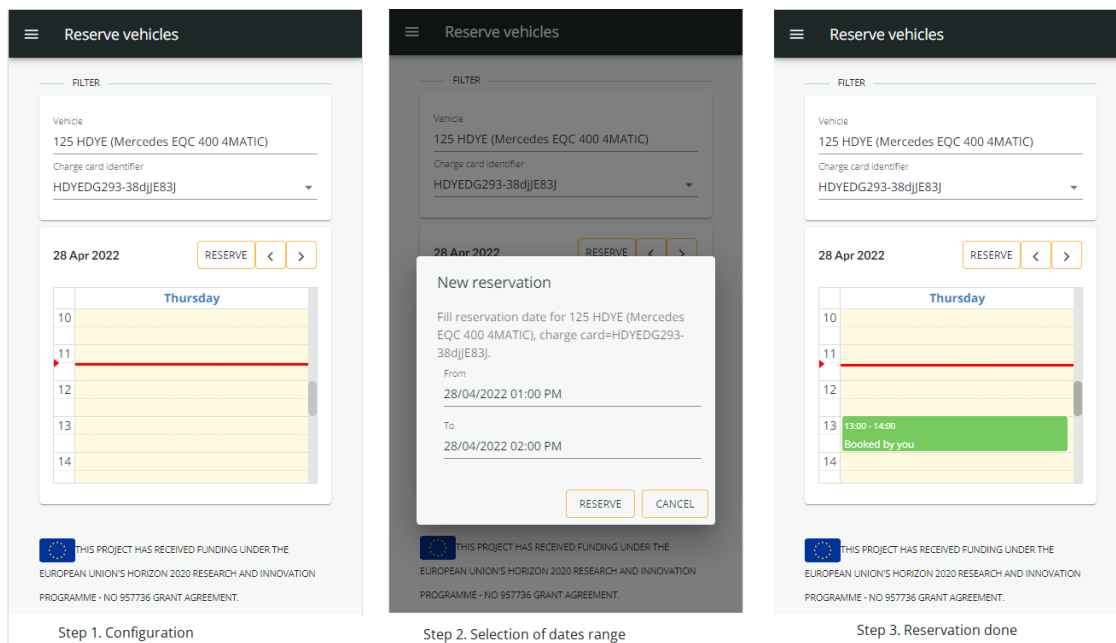 Reserve vehicles
FILTER
Vehicle
125 HDYE (Mercedes EQC 400 4MATIC)
Charge card identifier
HDYEDG293-38djJE83J
28 Apr 2022 RESERVE < >
Thursday
10
11
12
13
14
THIS PROJECT HAS RECEIVED FUNDING UNDER THE
EUROPEAN UNION'S HORIZON 2020 RESEARCH AND INNOVATION
PROGRAMME - NO 957736 GRANT AGREEMENT.
Step 1. Configuration
Reserve vehicles
FILTER
Vehicle
125 HDYE (Mercedes EQC 400 4MATIC)
Charge card identifier
HDYEDG293-38djJE83J
28 Apr 2022 RESERVE < >
New reservation
Fill reservation date for 125 HDYE (Mercedes
EQC 400 4MATIC), charge card=HDYEDG293-
38djJE83J.
From
28/04/2022 01:00 PM
To
28/04/2022 02:00 PM
RESERVE CANCEL
THIS PROJECT HAS RECEIVED FUNDING UNDER THE
EUROPEAN UNION'S HORIZON 2020 RESEARCH AND INNOVATION
PROGRAMME - NO 957736 GRANT AGREEMENT.
Step 2. Selection of dates range
Reserve vehicles
FILTER
Vehicle
125 HDYE (Mercedes EQC 400 4MATIC)
Charge card identifier
HDYEDG293-38djJE83J
28 Apr 2022 RESERVE < >
Thursday
10
11
12
13 13:00 - 14:00
Booked by you
14
THIS PROJECT HAS RECEIVED FUNDING UNDER THE
EUROPEAN UNION'S HORIZON 2020 RESEARCH AND INNOVATION
PROGRAMME - NO 957736 GRANT AGREEMENT.
Step 3. Reservation done